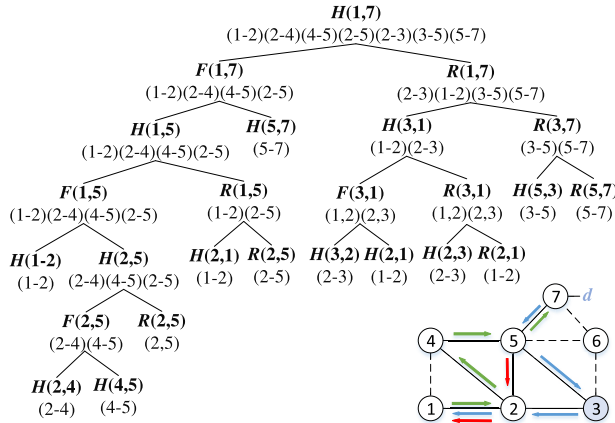 H(1,7)
(1-2)(2-4)(4-5)(2-5)(2-3)(3-5)(5-7)
F(1,7) R(1,7)
(1-2)(2-4)(4-5)(2-5) (2-3)(1-2)(3-5)(5-7)
H(1,5) H(5,7) H(3,1) R(3,7)
(1-2)(2-4)(4-5)(2-5) (5-7) (1-2)(2-3) (3-5)(5-7)
F(1,5) R(1,5) F(3,1) R(3,1) H(5,3) R(5,7)
(1-2)(2-4)(4-5)(2-5) (1-2)(2-5) (1,2)(2,3) (1,2)(2,3) (3-5) (5-7)
H(1-2) H(2,5) H(2,1) R(2,5) H(3,2) H(2,1) H(2,3) R(2,1)
(1-2) (2-4)(4-5)(2-5) (1-2) (2-5) (2-3) (1-2) (2-3) (1-2)
F(2,5) R(2,5)
(2-4)(4-5) (2,5)
H(2,4) H(4,5)
(2-4) (4-5)
7 d
4 5 6
1 2 3